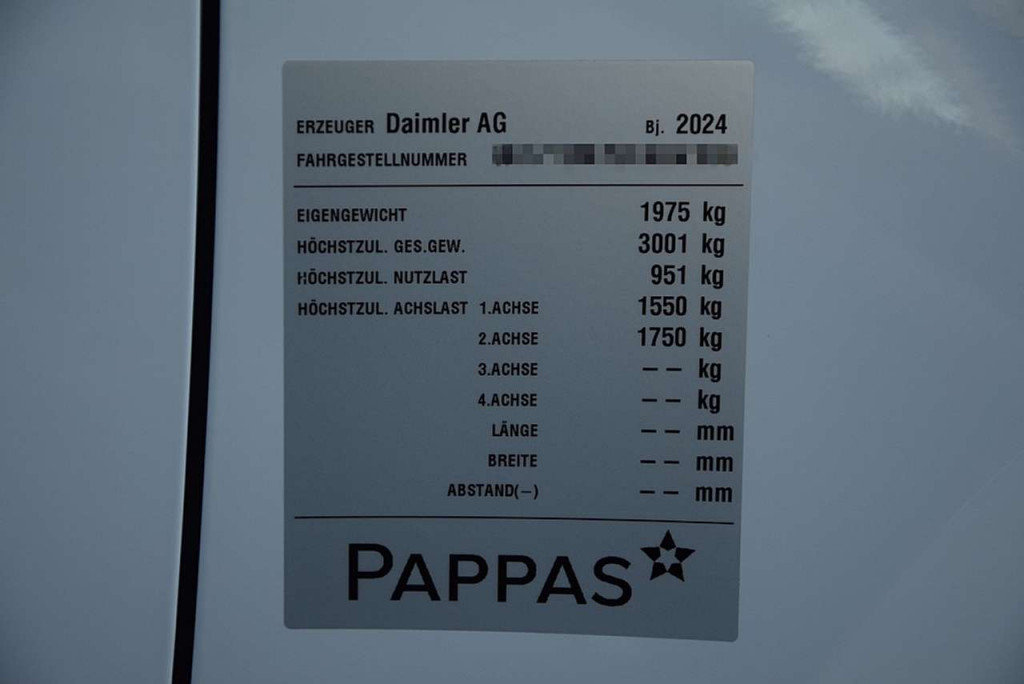 ERZEUGER Daimler AG Bj. 2024
FAHRGESTELLNUMMER
EIGENGEWICHT 1975 kg
HÖCHSTZUL. GES.GEW. 3001 kg
HÖCHSTZUL. NUTZLAST 951 kg
HÖCHSTZUL. ACHSLAST 1.ACHSE 1550 kg
2.ACHSE 1750 kg
3.ACHSE –– kg
4.ACHSE –– kg
LÄNGE –– mm
BREITE –– mm
ABSTAND(–) –– mm
PAPPAS